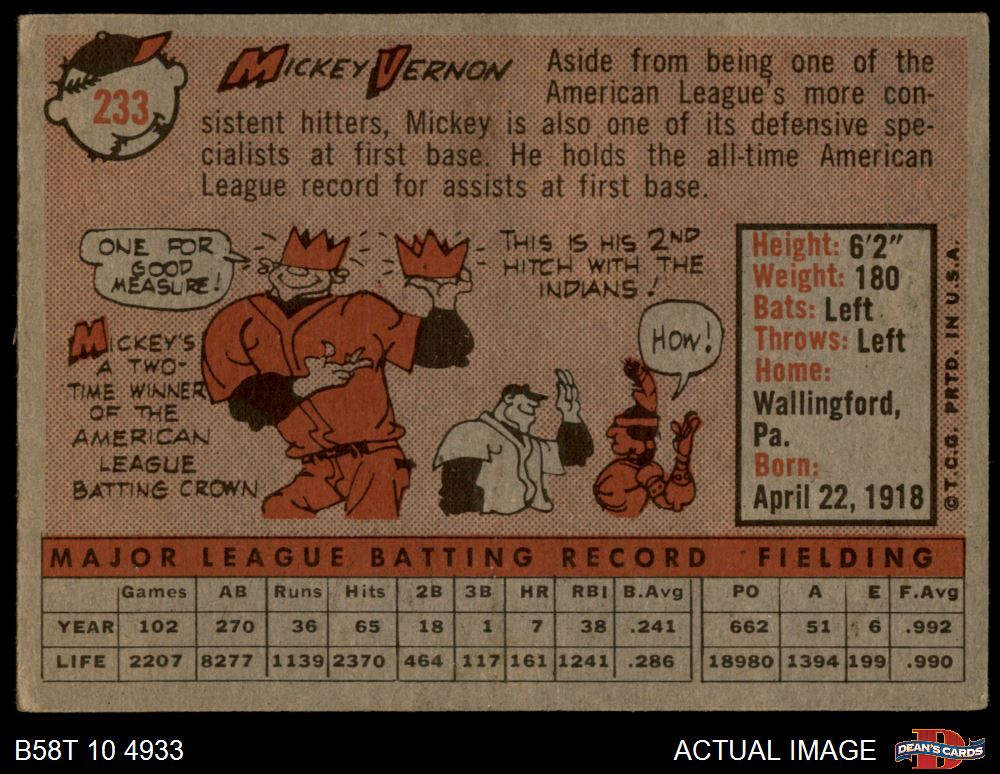 233
MICKEY VERNON
Aside from being one of the
American League's more con-
sistent hitters, Mickey is also one of its defensive spe-
cialists at first base. He holds the all-time American
League record for assists at first base.
ONE FOR
GOOD
MEASURE!
MICKEY'S
A TWO-
TIME WINNER
OF THE
AMERICAN
LEAGUE
BATTING CROWN
THIS IS HIS 2ND
HITCH WITH THE
INDIANS!
HOW!
Height: 6'2"
Weight: 180
Bats: Left
Throws: Left
Home:
Wallingford,
Pa.
Born:
April 22, 1918
© T.C.G. PRTD. IN U.S.A.
MAJOR LEAGUE BATTING RECORD FIELDING
Games AB Runs Hits 2B 3B HR RBI B.Avg PO A E F.Avg
YEAR 102 270 36 65 18 1 7 38 .241 662 51 6 .992
LIFE 2207 8277 1139 2370 464 117 161 1241 .286 18980 1394 199 .990
B58T 10 4933
ACTUAL IMAGE
DEAN'S CARDS